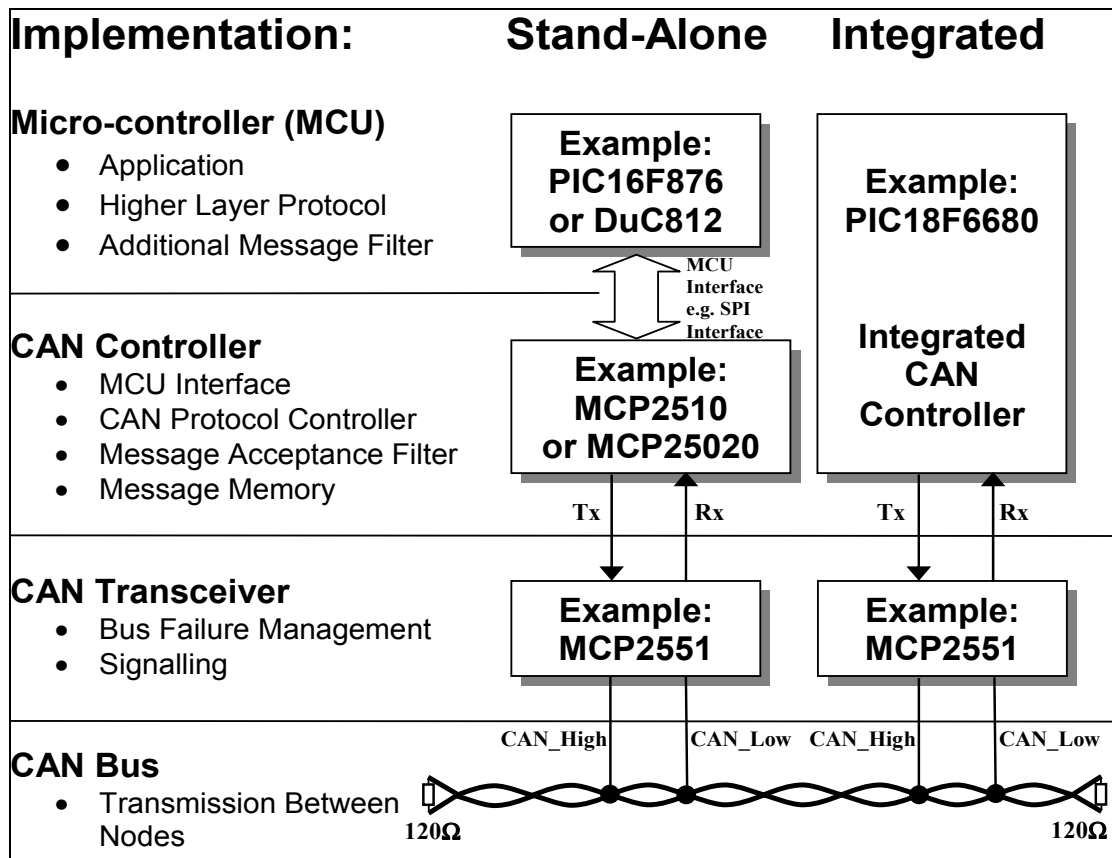 Implementation: Stand-Alone Integrated
Micro-controller (MCU)
• Application
• Higher Layer Protocol
• Additional Message Filter
Example:
PIC16F876
or DuC812
Example:
PIC18F6680
MCU
Interface
e.g. SPI
Interface
CAN Controller
• MCU Interface
• CAN Protocol Controller
• Message Acceptance Filter
• Message Memory
Example:
MCP2510
or MCP25020
Integrated
CAN
Controller
Tx Rx Tx Rx
CAN Transceiver
• Bus Failure Management
• Signalling
Example:
MCP2551
Example:
MCP2551
CAN_High CAN_Low CAN_High CAN_Low
CAN Bus
• Transmission Between
Nodes
120Ω 120Ω